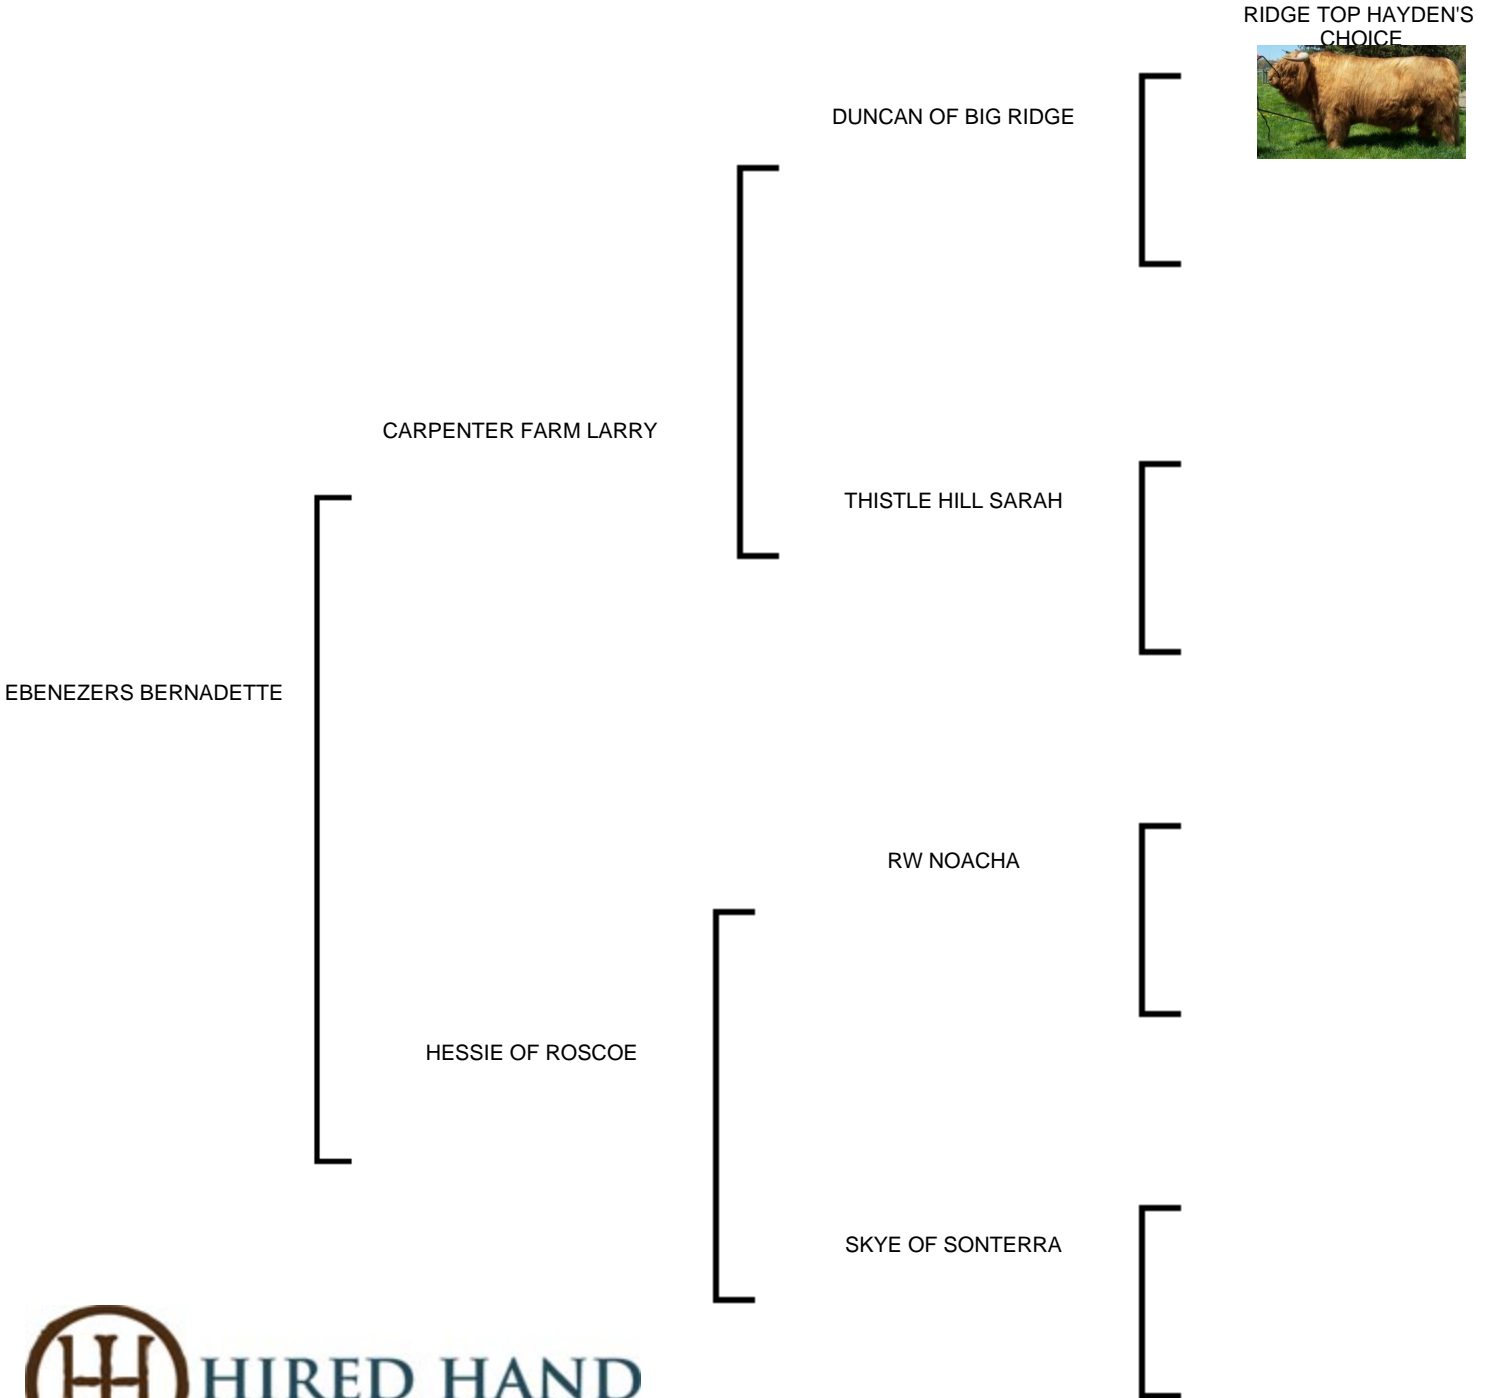 RIDGE TOP HAYDEN'S
CHOICE
DUNCAN OF BIG RIDGE
CARPENTER FARM LARRY
THISTLE HILL SARAH
EBENEZERS BERNADETTE
RW NOACHA
HESSIE OF ROSCOE
SKYE OF SONTERRA
HIRED HAND